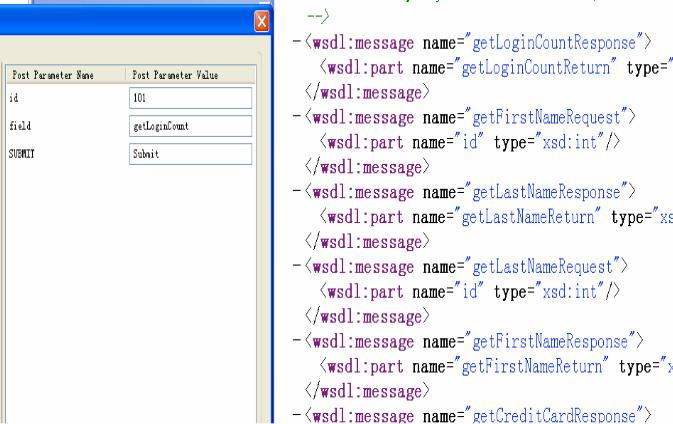 Post Parameter Name Post Parameter Value
id 101
field getLoginCount
SUBMIT Submit
-->
-<wsdl:message name="getLoginCountResponse">
<wsdl:part name="getLoginCountReturn" type="
</wsdl:message>
-<wsdl:message name="getFirstNameRequest">
<wsdl:part name="id" type="xsd:int"/>
</wsdl:message>
-<wsdl:message name="getLastNameResponse">
<wsdl:part name="getLastNameReturn" type="xs
</wsdl:message>
-<wsdl:message name="getLastNameRequest">
<wsdl:part name="id" type="xsd:int"/>
</wsdl:message>
-<wsdl:message name="getFirstNameResponse">
<wsdl:part name="getFirstNameReturn" type="x
</wsdl:message>
-<wsdl:message name="getCreditCardResponse">